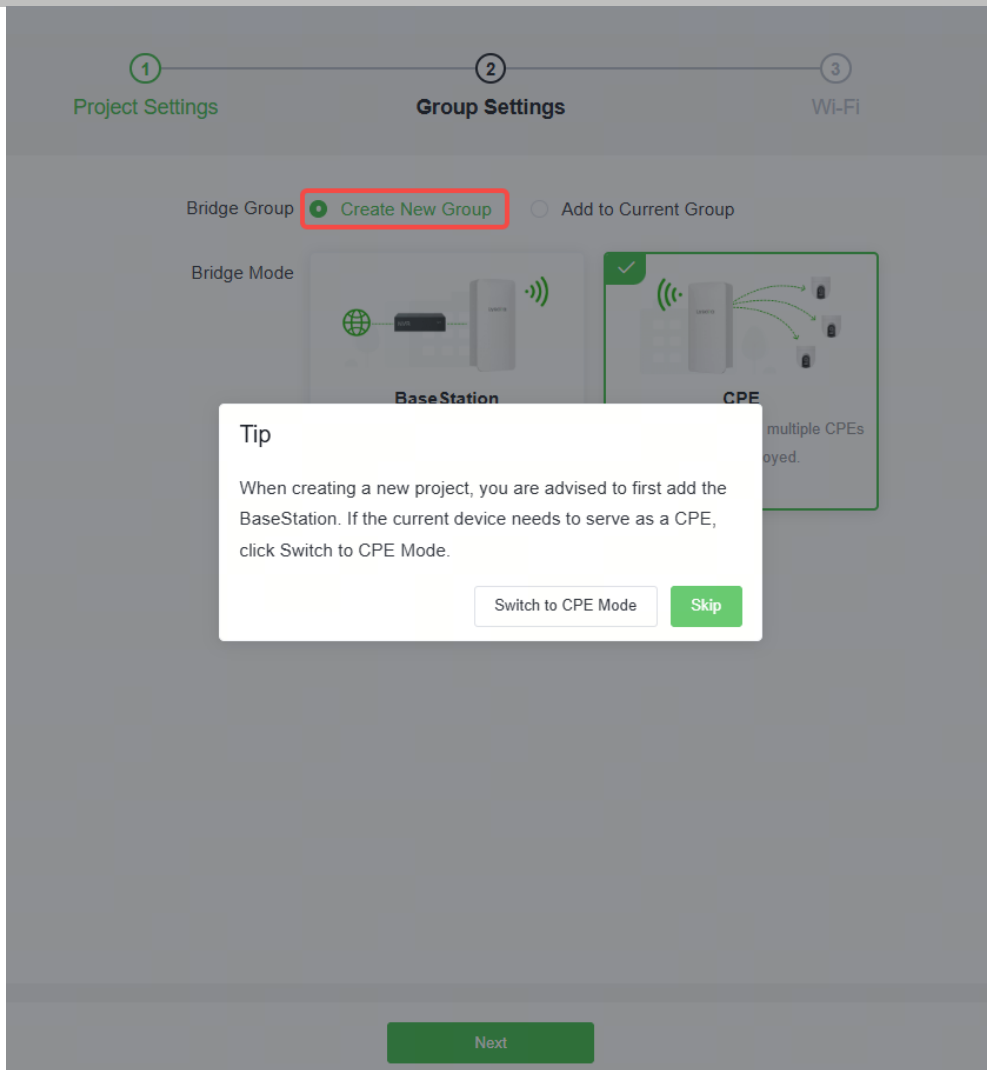 1
2
3
Project Settings
Group Settings
Wi-Fi
Bridge Group
Create New Group
Add to Current Group
Bridge Mode
BaseStation
CPE
multiple CPEs
oyed.
Tip
When creating a new project, you are advised to first add the
BaseStation. If the current device needs to serve as a CPE,
click Switch to CPE Mode.
Switch to CPE Mode
Skip
Next